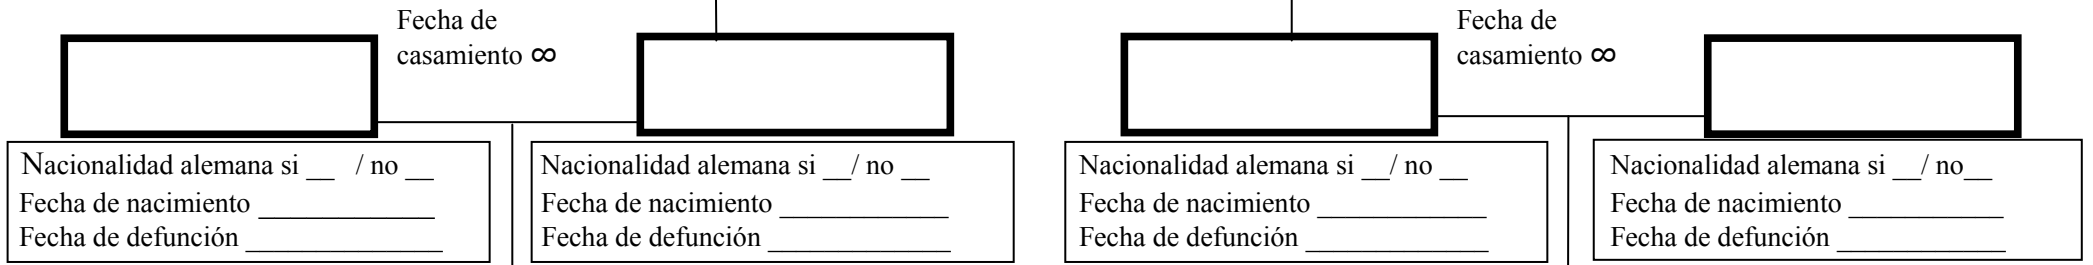 Fecha de
casamiento ∞
Fecha de
casamiento ∞
Nacionalidad alemana si __ / no __
Fecha de nacimiento _____________
Fecha de defunción ______________
Nacionalidad alemana si __/ no __
Fecha de nacimiento ____________
Fecha de defunción _____________
Nacionalidad alemana si __/ no __
Fecha de nacimiento ____________
Fecha de defunción _____________
Nacionalidad alemana si __/ no__
Fecha de nacimiento ___________
Fecha de defunción ____________